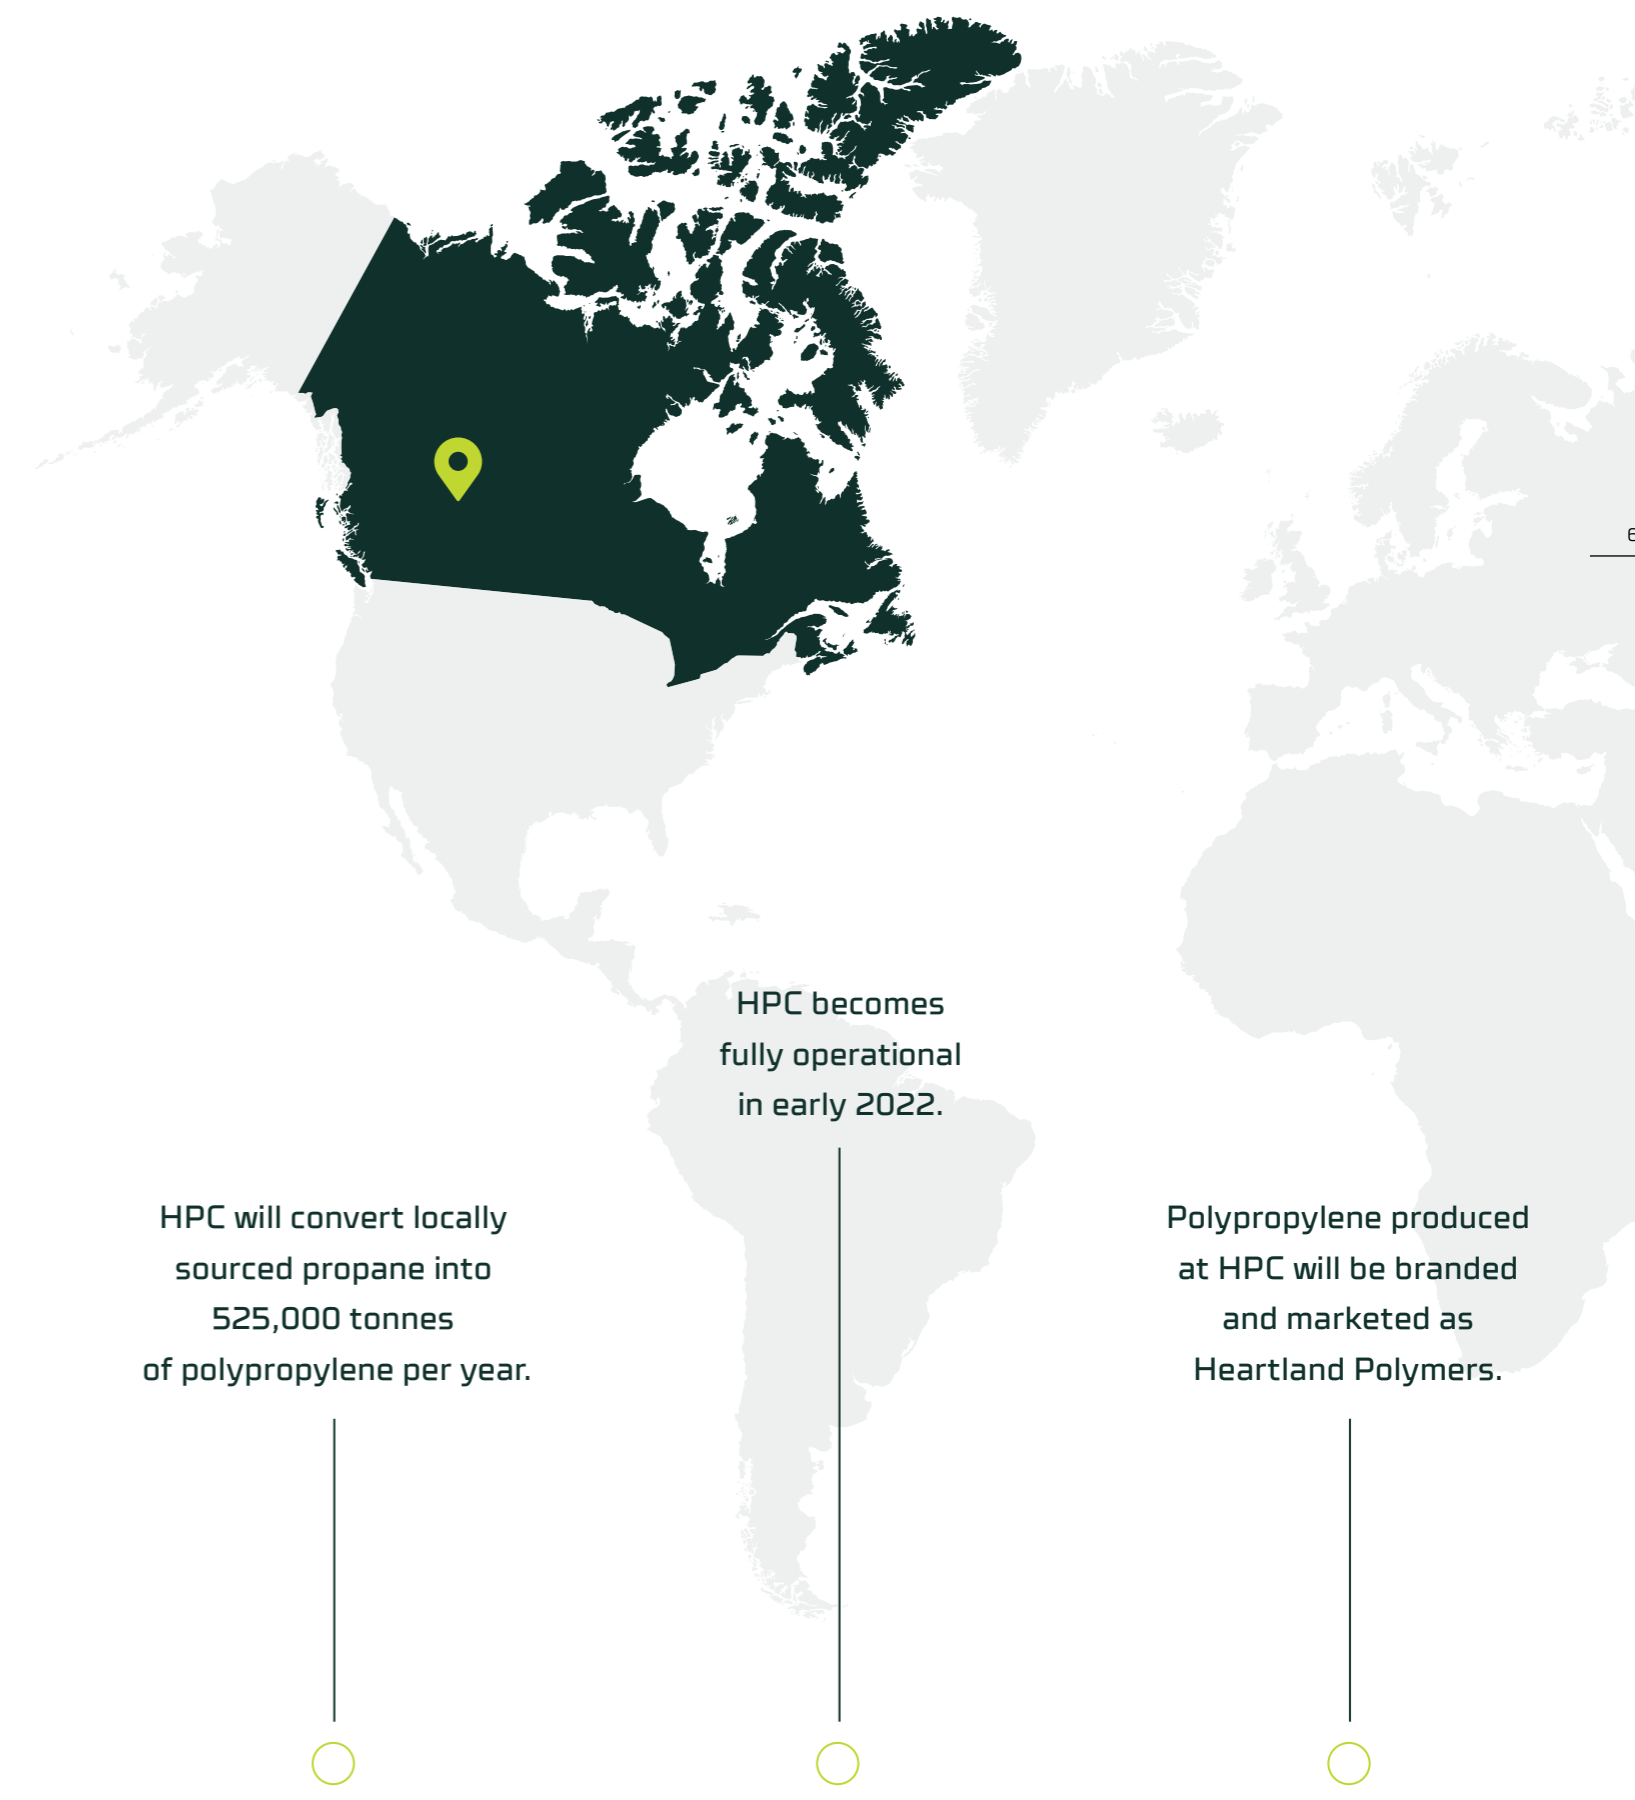 HPC becomes
fully operational
in early 2022.
HPC will convert locally
sourced propane into
525,000 tonnes
of polypropylene per year.
Polypropylene produced
at HPC will be branded
and marketed as
Heartland Polymers.